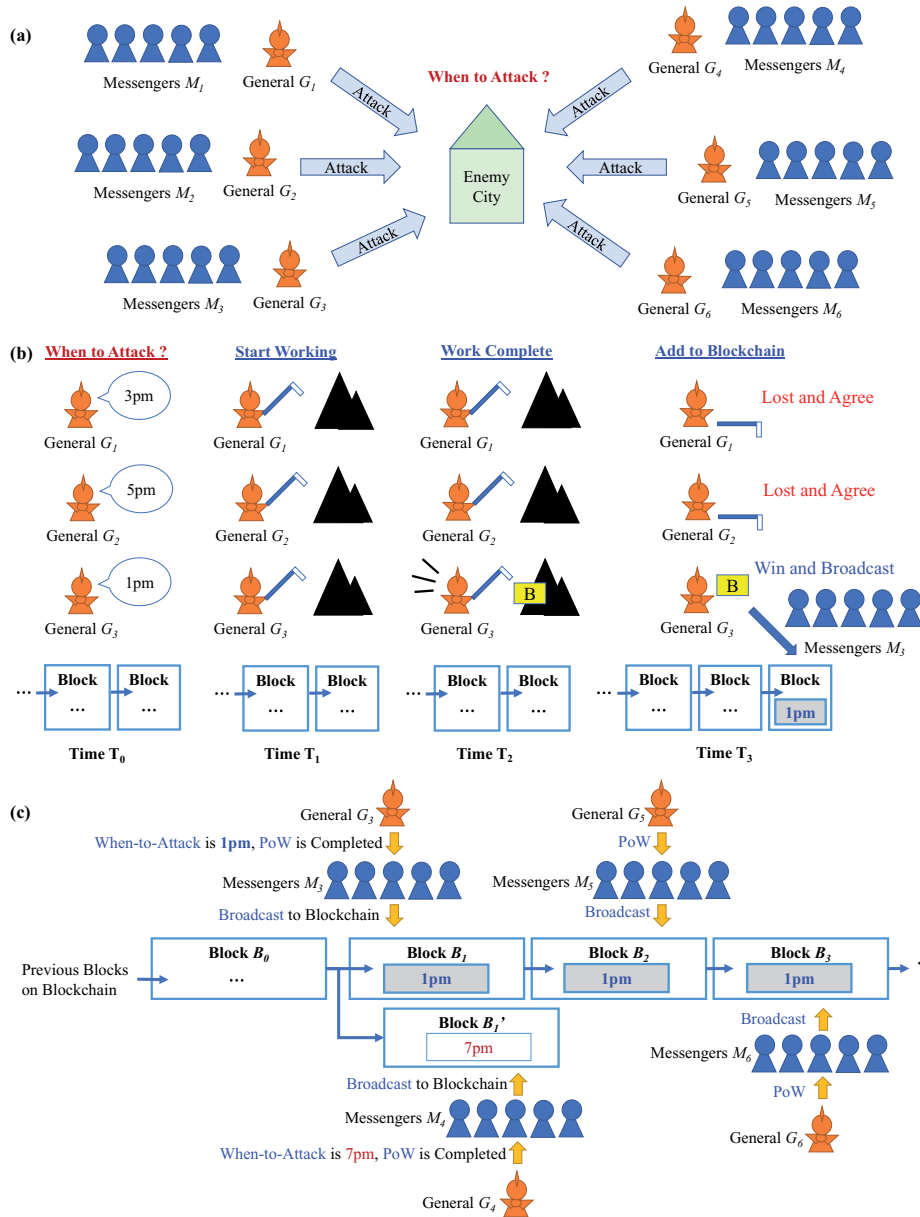 (a)
Messengers M1
General G1
When to Attack ?
General G4
Messengers M4
Attack
Attack
Messengers M2
General G2
Attack
Enemy
City
Attack
General G5
Messengers M5
Messengers M3
General G3
Attack
Attack
General G6
Messengers M6
(b)
When to Attack ?
Start Working
Work Complete
Add to Blockchain
3pm
Lost and Agree
General G1
General G1
General G1
General G1
5pm
Lost and Agree
General G2
General G2
General G2
General G2
1pm
B
Win and Broadcast
B
General G3
General G3
General G3
General G3
Messengers M3
... Block Block
... ...
... Block Block
... ...
... Block Block
... ...
... Block Block Block
... ... 1pm
Time T0
Time T1
Time T2
Time T3
(c)
General G3
General G5
When-to-Attack is 1pm, PoW is Completed
PoW
Messengers M3
Messengers M5
Broadcast to Blockchain
Broadcast
Previous Blocks
on Blockchain
Block B0
...
Block B1
1pm
Block B2
1pm
Block B3
1pm
...
Block B1’
7pm
Broadcast
Broadcast to Blockchain
Messengers M6
Messengers M4
PoW
When-to-Attack is 7pm, PoW is Completed
General G6
General G4